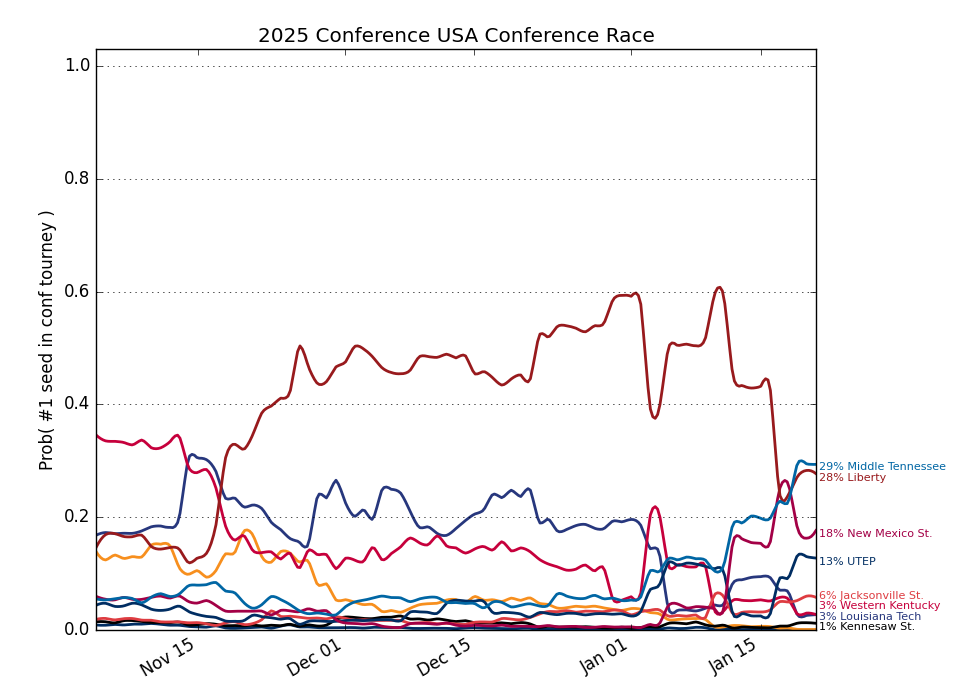 2025 Conference USA Conference Race
Prob( #1 seed in conf tourney )
1.0
0.8
0.6
0.4
0.2
0.0
Nov 15
Dec 01
Dec 15
Jan 01
Jan 15
29% Middle Tennessee
28% Liberty
18% New Mexico St.
13% UTEP
6% Jacksonville St.
3% Western Kentucky
3% Louisiana Tech
1% Kennesaw St.